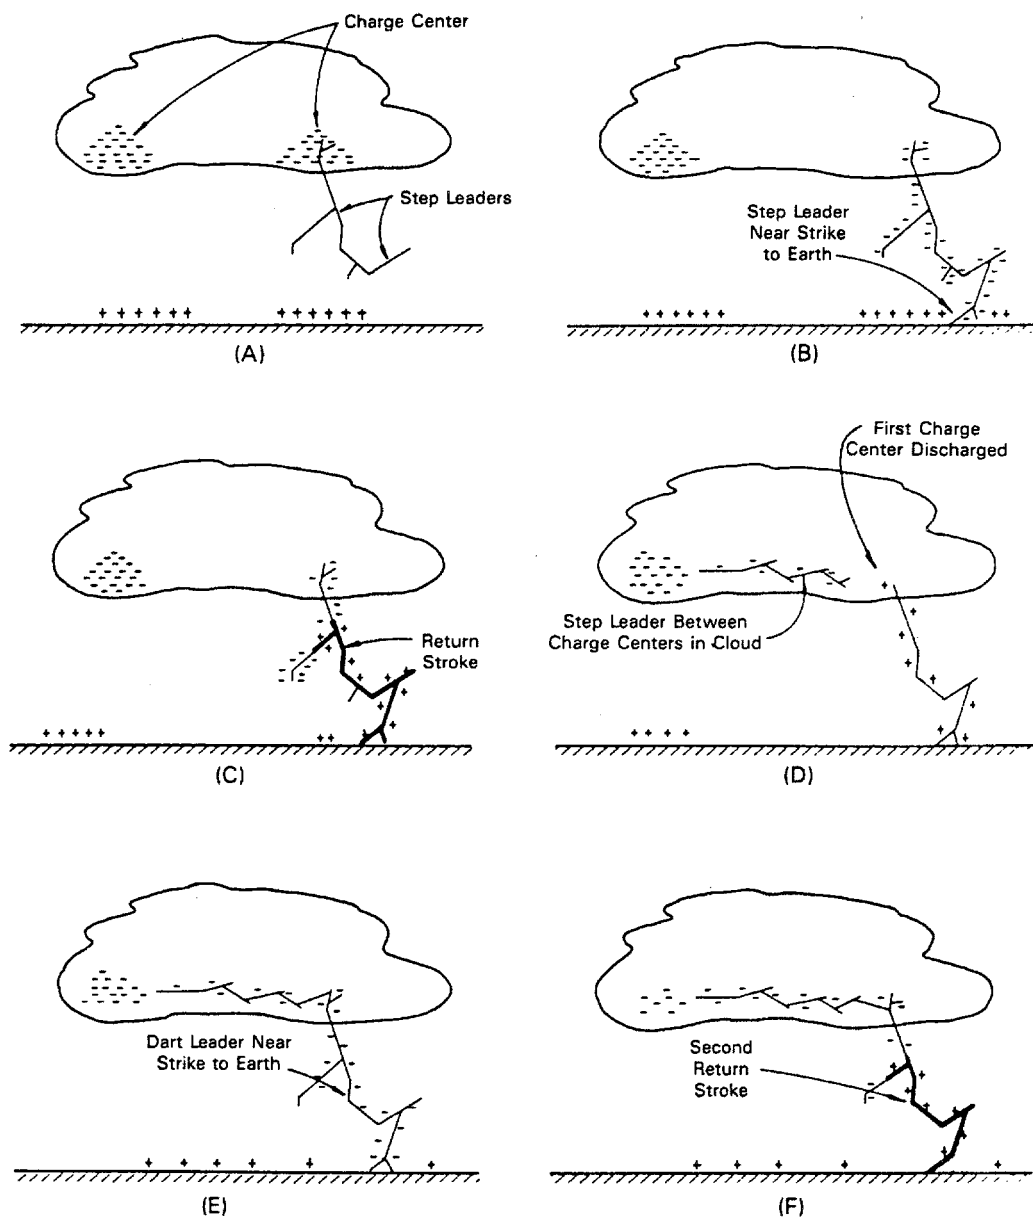 Charge Center
Step Leaders
(A)
Step Leader
Near Strike
to Earth
(B)
Return
Stroke
(C)
First Charge
Center Discharged
Step Leader Between
Charge Centers in Cloud
(D)
Dart Leader Near
Strike to Earth
(E)
Second
Return
Stroke
(F)